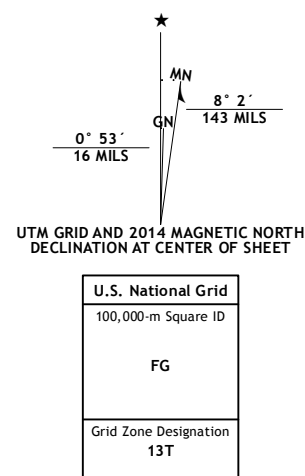 ★
MN
GN
8° 2´
143 MILS
0° 53´
16 MILS
UTM GRID AND 2014 MAGNETIC NORTH
DECLINATION AT CENTER OF SHEET
U.S. National Grid
100,000-m Square ID
FG
Grid Zone Designation
13T